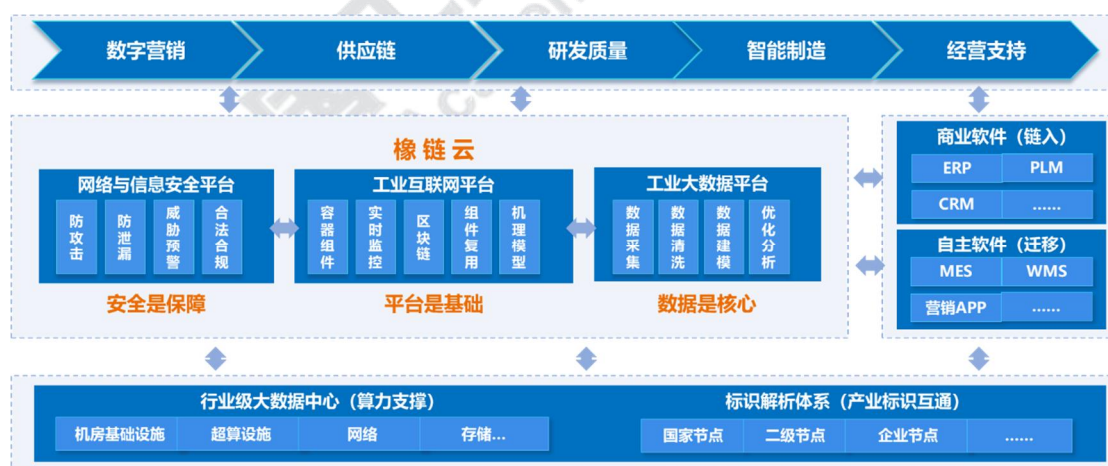 数字营销
供应链
研发质量
智能制造
经营支持
橡链云
网络与信息安全平台
防攻击
防泄漏
威胁预警
合法合规
安全是保障
工业互联网平台
容器组件
实时监控
区块链
组件复用
机理模型
平台是基础
工业大数据平台
数据采集
数据清洗
数据建模
优化分析
数据是核心
商业软件（链入）
ERP
PLM
CRM
……
自主软件（迁移）
MES
WMS
营销APP
……
行业级大数据中心（算力支撑）
机房基础设施
超算设施
网络
存储...
标识解析体系（产业标识互通）
国家节点
二级节点
企业节点
……